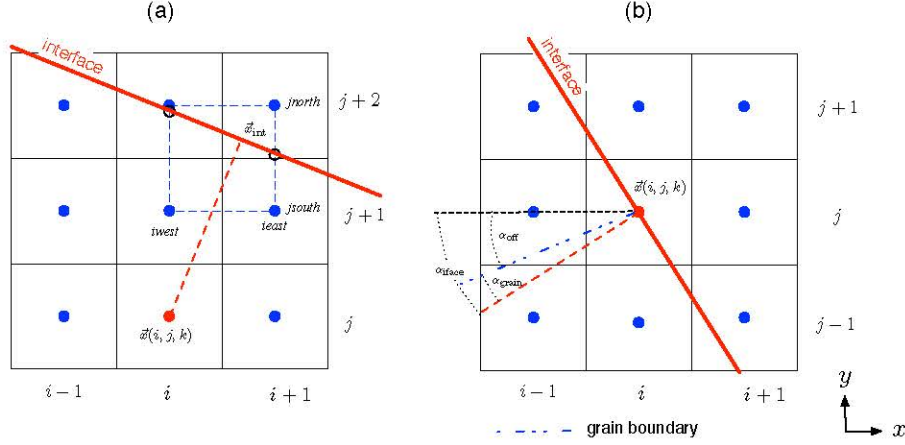 (a)
interface
jnorth
j + 2
x⃗int
jsouth
j + 1
iwest
ieast
x⃗(i, j, k)
j
i − 1
i
i + 1
(b)
interface
j + 1
x⃗(i, j, k)
j
αoff
αiface
αgrain
j − 1
i − 1
i
i + 1
y
x
grain boundary